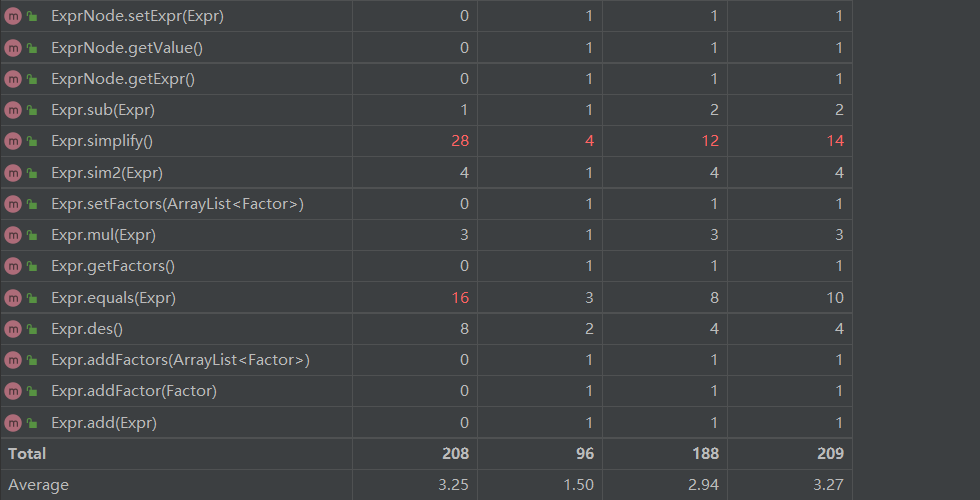 m ExprNode.setExpr(Expr) 0 1 1 1
m ExprNode.getValue() 0 1 1 1
m ExprNode.getExpr() 0 1 1 1
m Expr.sub(Expr) 1 1 2 2
m Expr.simplify() 28 4 12 14
m Expr.sim2(Expr) 4 1 4 4
m Expr.setFactors(ArrayList<Factor>) 0 1 1 1
m Expr.mul(Expr) 3 1 3 3
m Expr.getFactors() 0 1 1 1
m Expr.equals(Expr) 16 3 8 10
m Expr.des() 8 2 4 4
m Expr.addFactors(ArrayList<Factor>) 0 1 1 1
m Expr.addFactor(Factor) 0 1 1 1
m Expr.add(Expr) 0 1 1 1
Total 208 96 188 209
Average 3.25 1.50 2.94 3.27